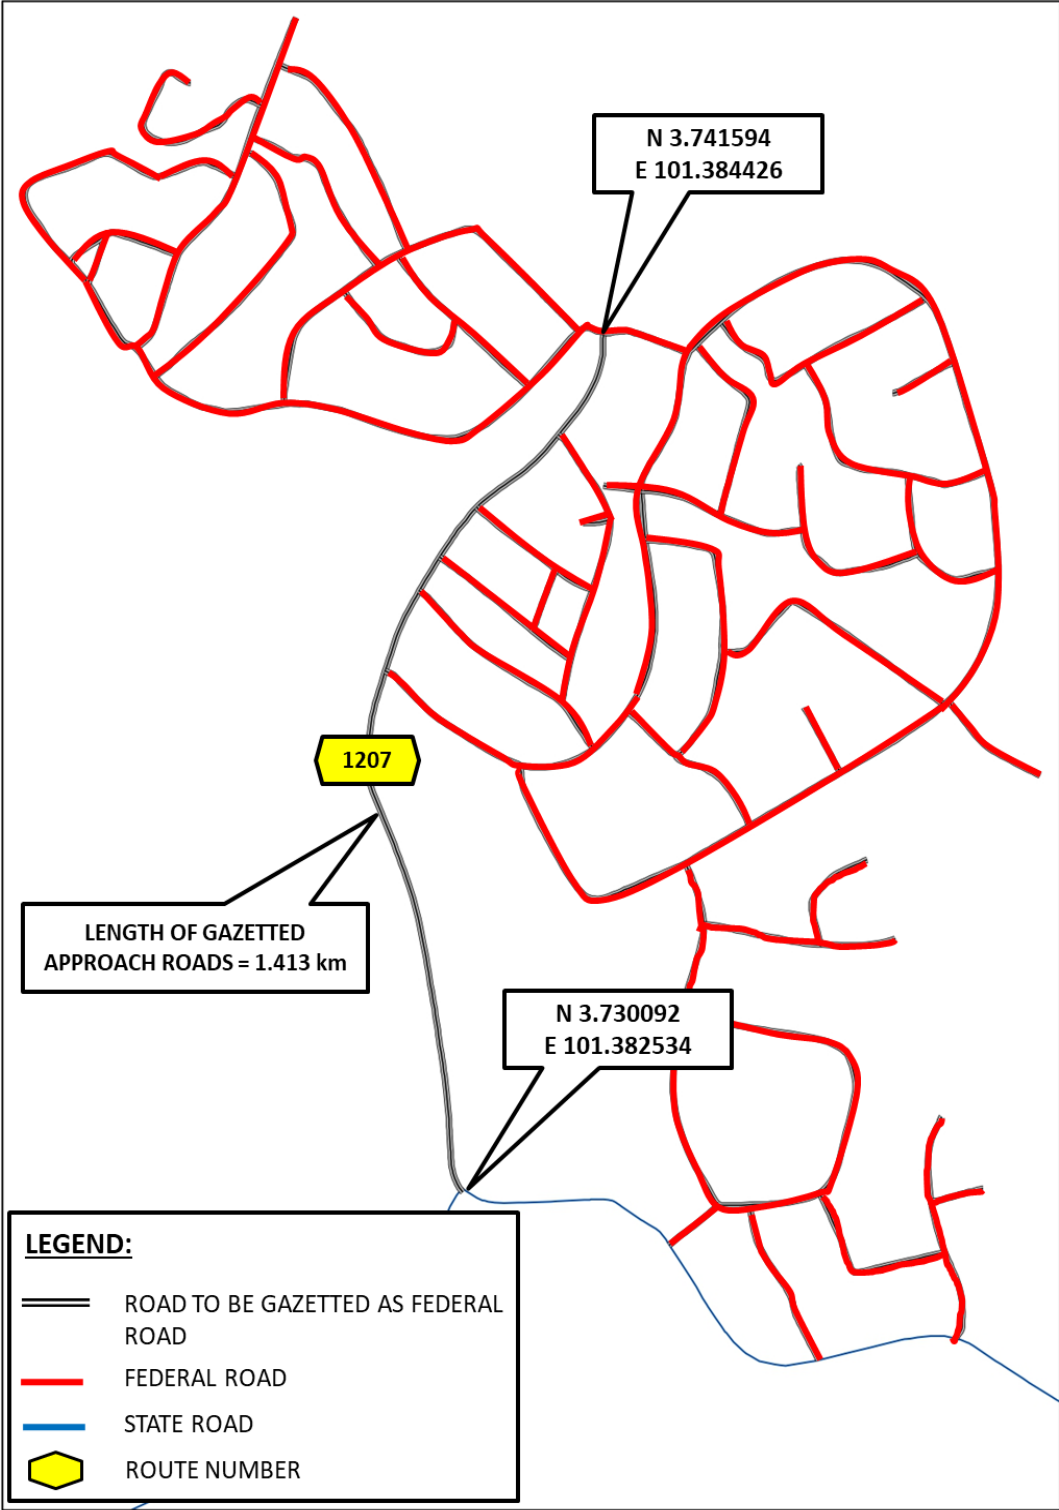 N 3.741594
E 101.384426
1207
LENGTH OF GAZETTED
APPROACH ROADS = 1.413 km
N 3.730092
E 101.382534
LEGEND:
ROAD TO BE GAZETTED AS FEDERAL
ROAD
FEDERAL ROAD
STATE ROAD
ROUTE NUMBER